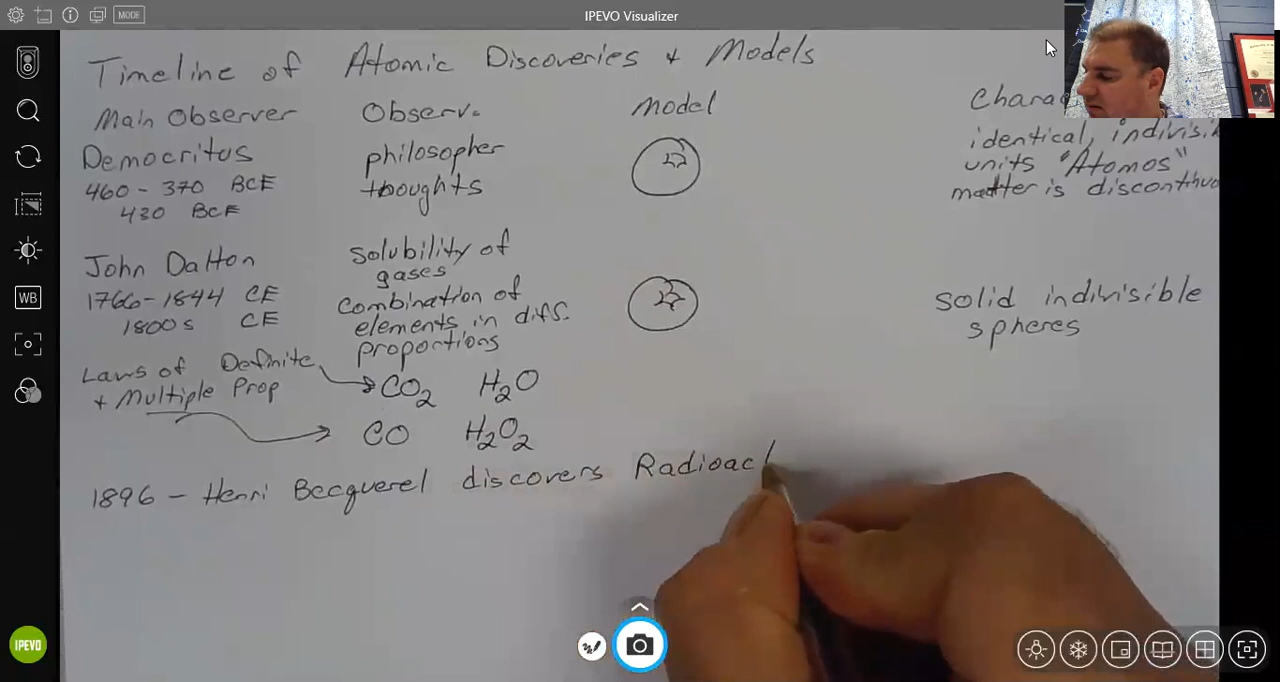 MODE
IPEVO Visualizer
Timeline of Atomic Discoveries + Models
Main Observer Observ. Model Charac
Democritus
460 - 370 BCE
430 BCE
philosopher
thoughts
identical, indivisi
units "Atomos"
matter is discontinuo
John Dalton
1766-1844 CE
1800s CE
solubility of
gases
combination of
elements in diff.
proportions
solid indivisible
spheres
Laws of Definite
+ Multiple Prop
CO2 H2O
CO H2O2
1896 - Henri Becquerel discovers Radioact
WB
IPEVO